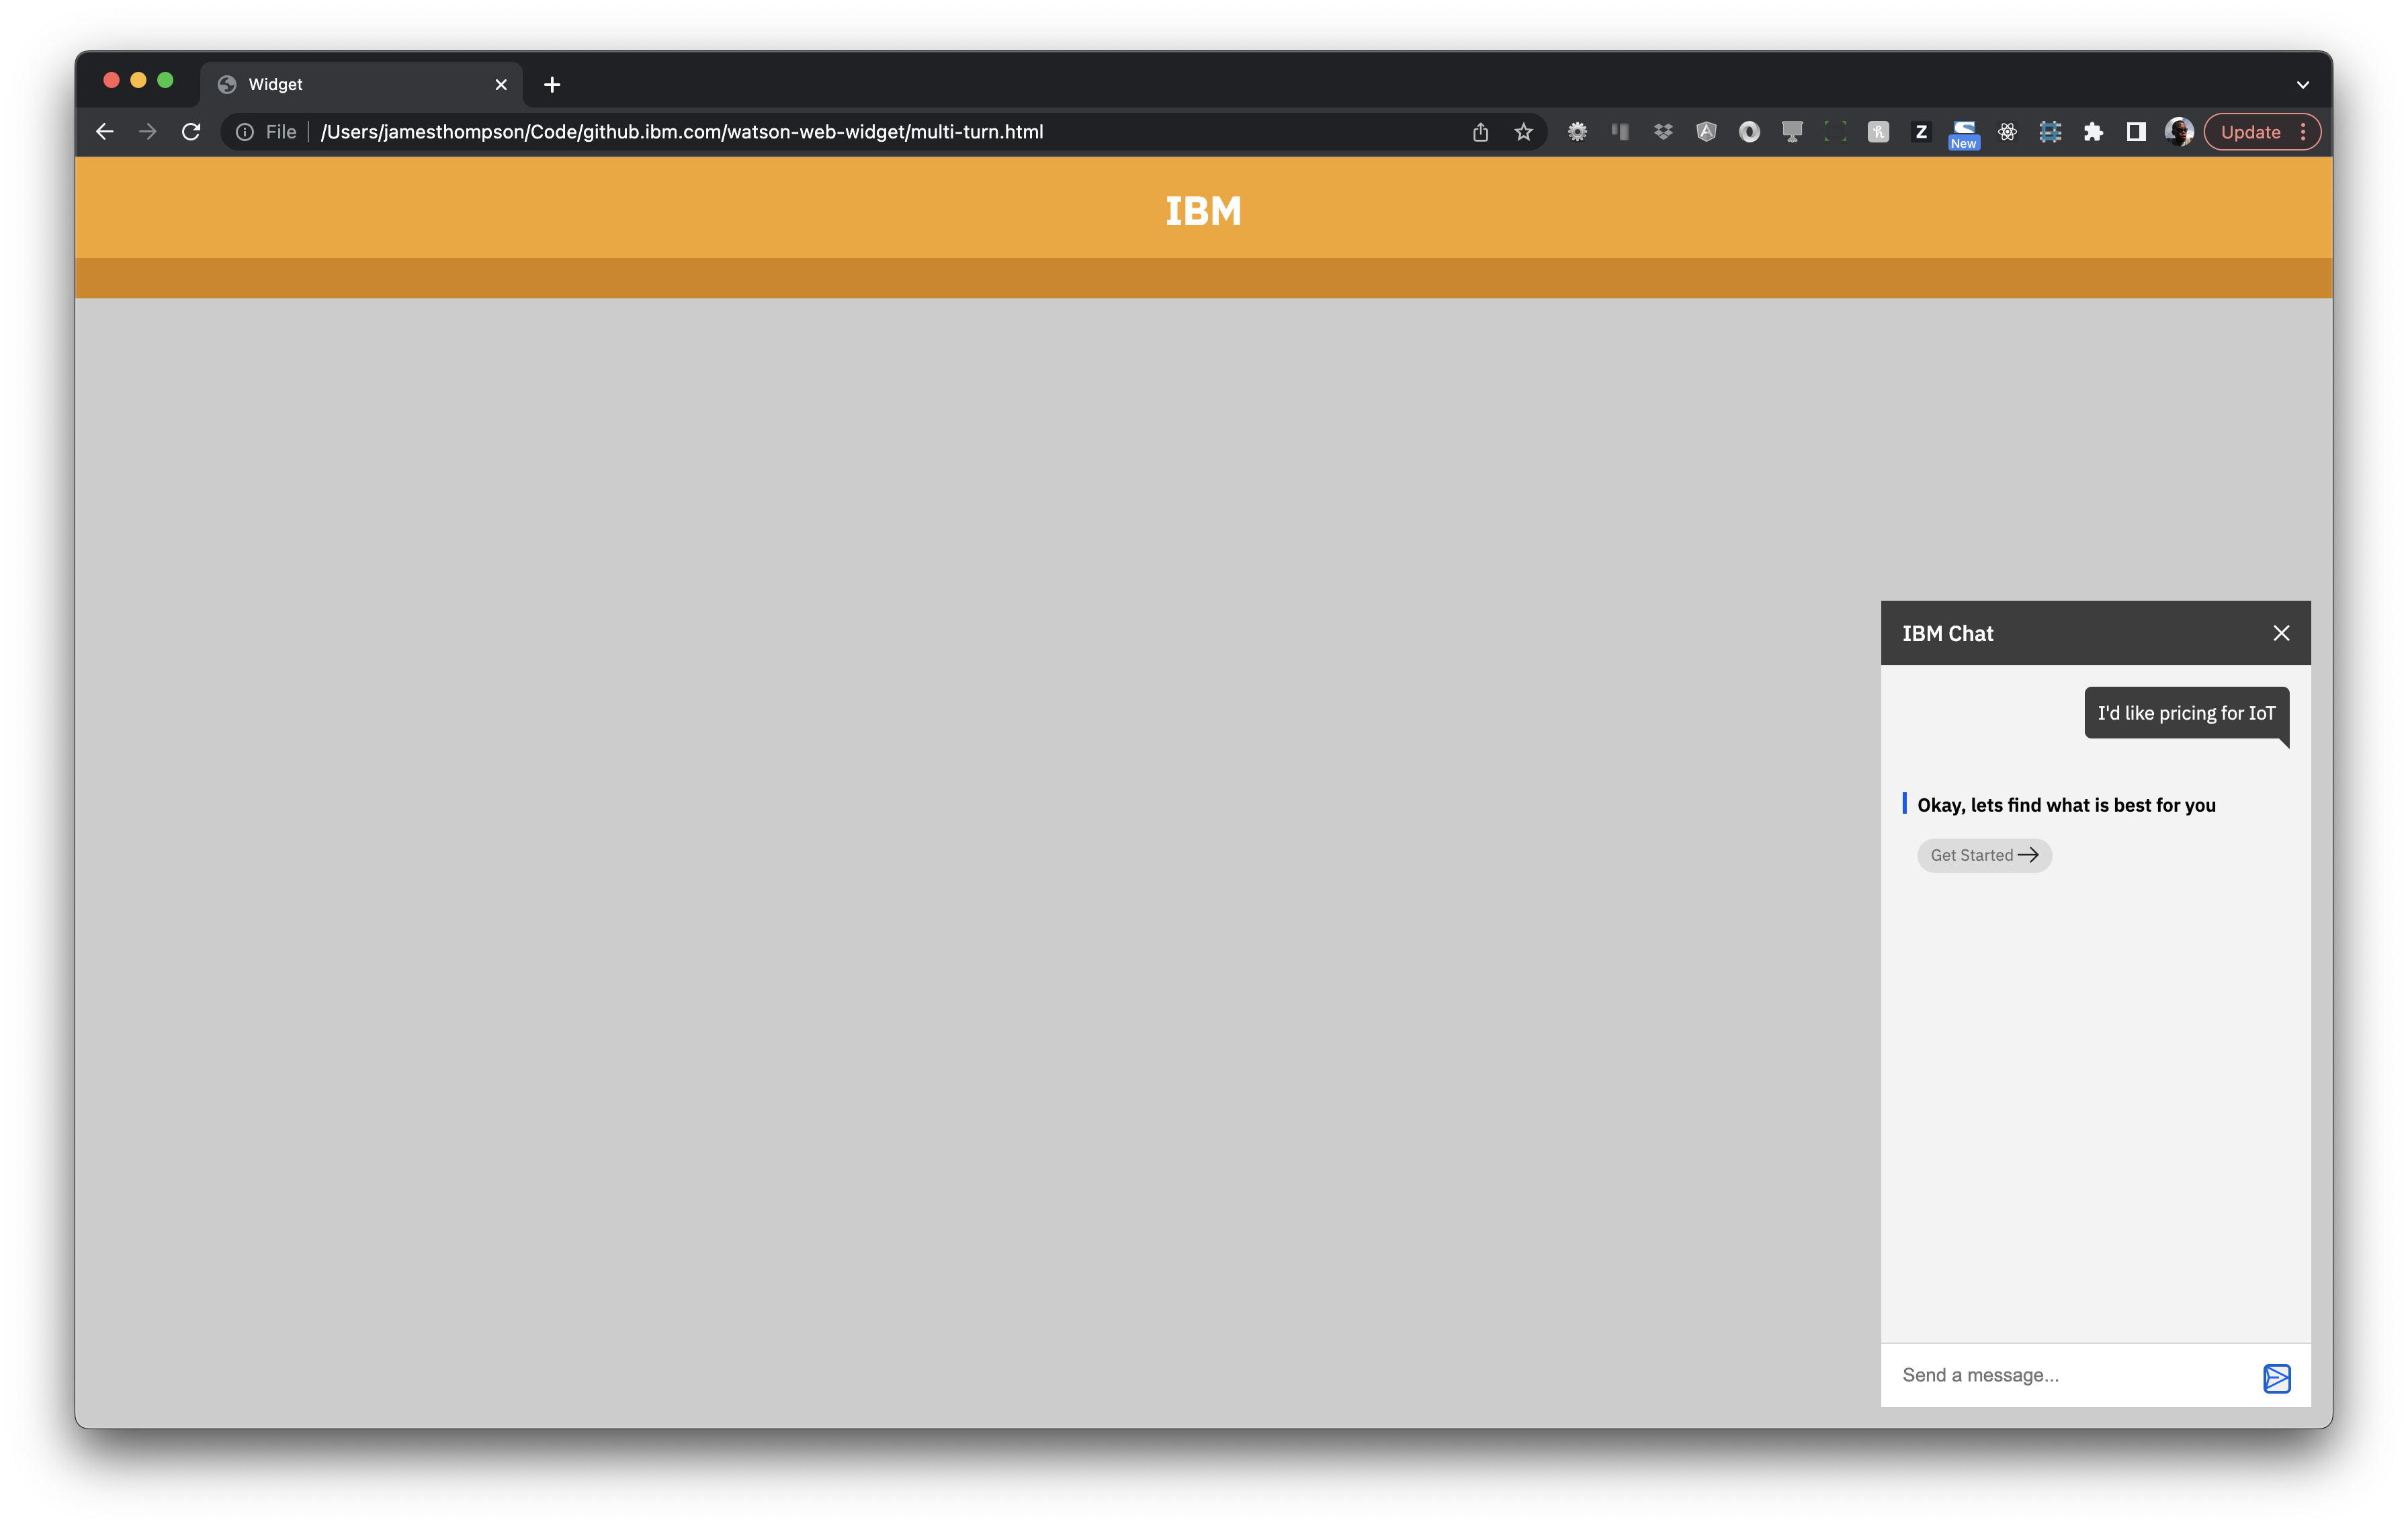 Widget
File
/Users/jamesthompson/Code/github.ibm.com/watson-web-widget/multi-turn.html
Z
New
Update
IBM
IBM Chat
I'd like pricing for IoT
Okay, lets find what is best for you
Get Started
Send a message...